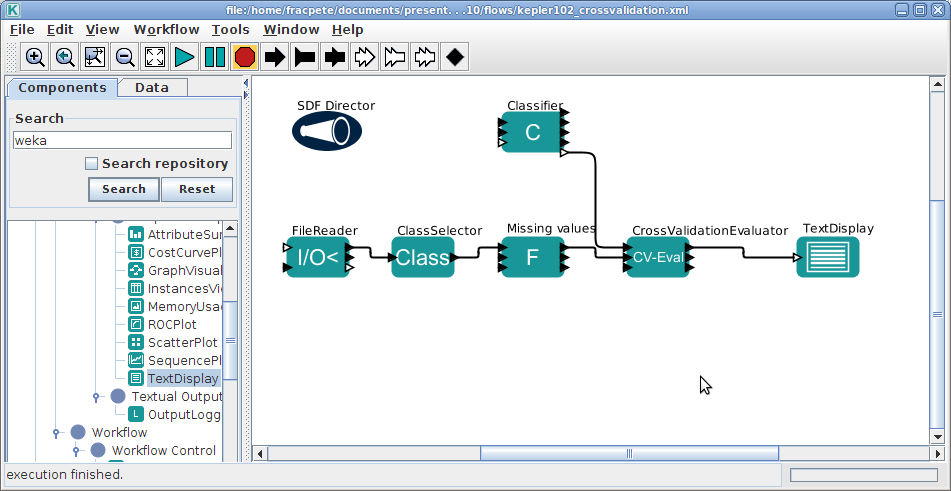 file:/home/fracpete/documents/present. . .10/flows/kepler102_crossvalidation.xml
File Edit View Workflow Tools Window Help
Components Data
Search
weka
Search repository
Search Reset
AttributeSur
CostCurvePl
GraphVisual
InstancesVi
MemoryUsa
ROCPlot
ScatterPlot
SequencePl
TextDisplay
Textual Output
L OutputLogg
Workflow
Workflow Control
SDF Director
Classifier
C
FileReader
I/O<
ClassSelector
Class
Missing values
F
CrossValidationEvaluator
CV-Eval
TextDisplay
execution finished.